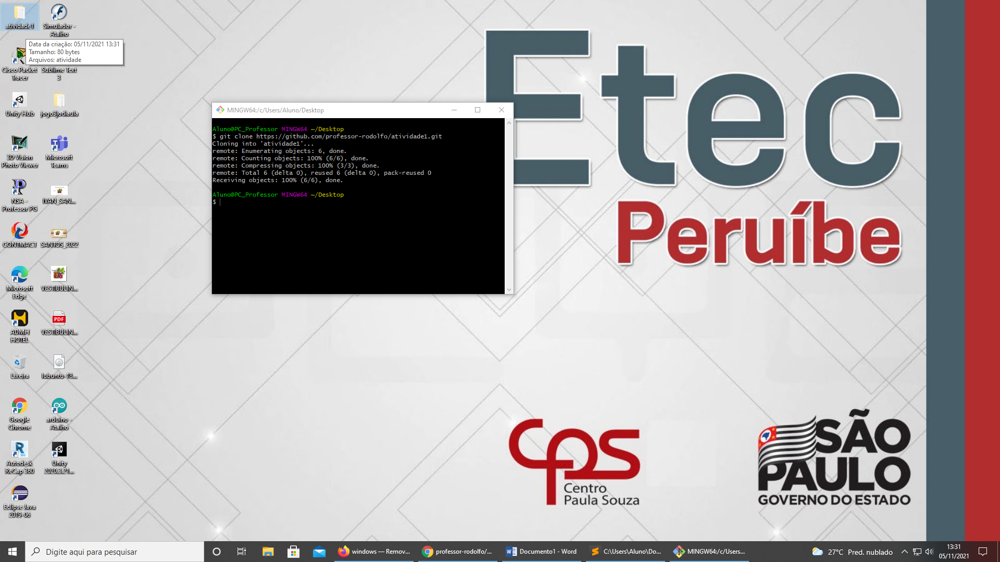 atividade1
Simulador -
Atalho
Data da criação: 05/11/2021 13:31
Tamanho: 80 bytes
Arquivos: atividade
Cisco Packet
Tracer
Sublime Text
3
Unity Hub
jogo3jodiaula
3D Vision
Photo Viewer
Microsoft
Teams
NSA -
Professor PG
IVAN_SAN...
CONTMACT
SANTOS_2022
Microsoft
Edge
VESTIBULIN...
ADMH
HOTEL
PDF
VESTIBULIN...
Lixeira
lubuntu-18...
Google
Chrome
arduino -
Atalho
R
360
Autodesk
ReCap 360
Unity
2020.3.21...
Eclipse Java
2019-06
MINGW64:/c/Users/Aluno/Desktop
Aluno@PC_Professor MINGW64 ~/Desktop
$ git clone https://github.com/professor-rodolfo/atividade1.git
Cloning into 'atividade1'...
remote: Enumerating objects: 6, done.
remote: Counting objects: 100% (6/6), done.
remote: Compressing objects: 100% (3/3), done.
remote: Total 6 (delta 0), reused 6 (delta 0), pack-reused 0
Receiving objects: 100% (6/6), done.
Aluno@PC_Professor MINGW64 ~/Desktop
$
Etec
Peruíbe
cps
Centro
Paula Souza
SÃO
PAULO
GOVERNO DO ESTADO
Digite aqui para pesquisar
windows — Remov...
professor-rodolfo/...
Documento1 - Word
C:\Users\Aluno\Do...
MINGW64:/c/Users...
27°C Pred. nublado
13:31
05/11/2021